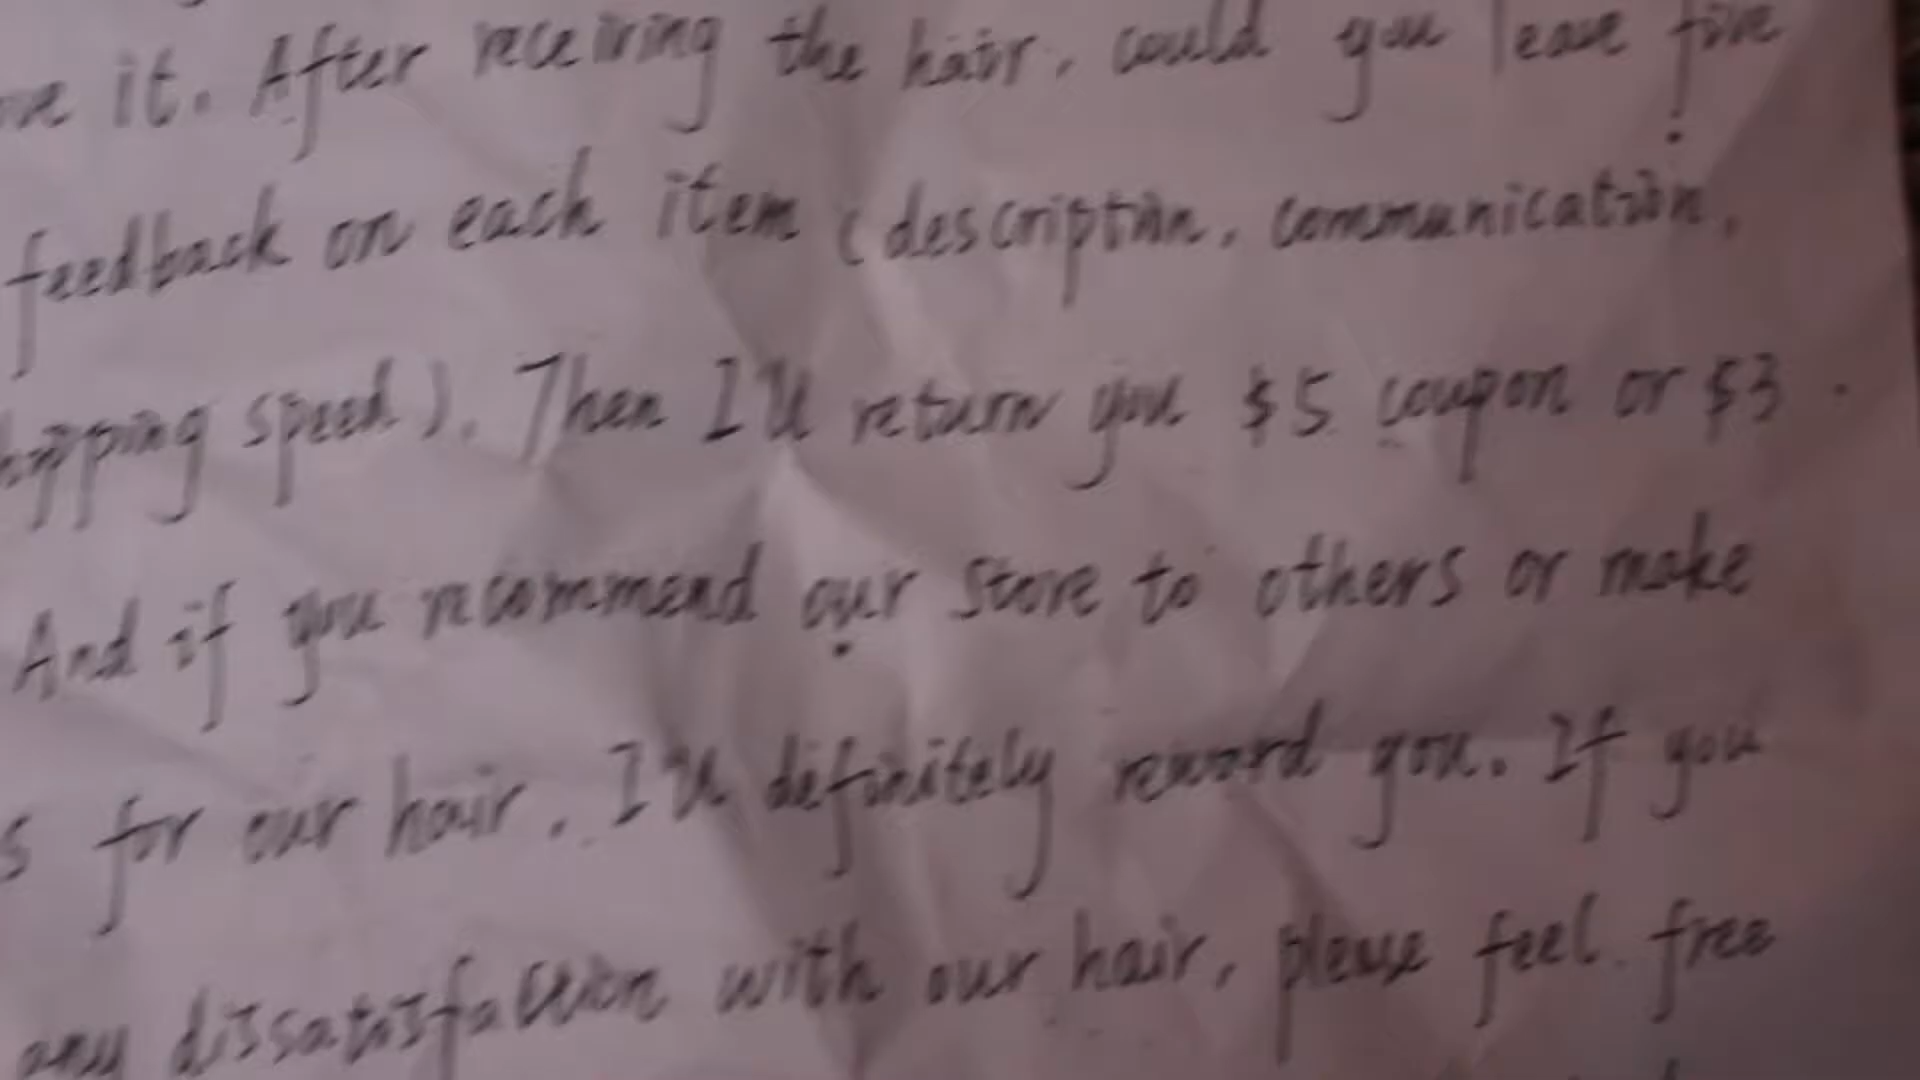 it. After receiving the hair, could you leave five
feedback on each item (description, communication,
speed). Then I'll return you $5 coupon or $3.
And if you recommend our store to others or make
s for our hair, I'll definitely reward you. If you
any dissatisfaction with our hair, please feel free